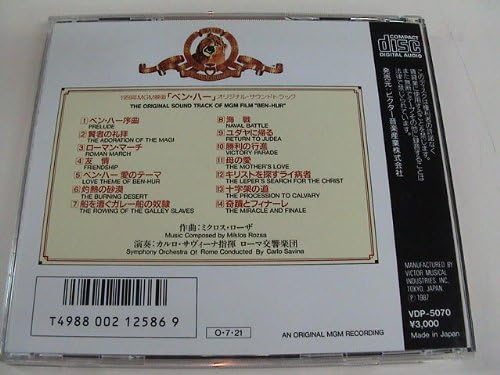 COMPACT
disc
DIGITAL AUDIO
1959年MGM映画「ベン・ハー」オリジナル・サウンドトラック
THE ORIGINAL SOUND TRACK OF MGM FILM "BEN-HUR"
1 ベン・ハー序曲
PRELUDE
2 賢者の礼拝
THE ADORATION OF THE MAGI
3 ローマン・マーチ
ROMAN MARCH
4 友情
FRIENDSHIP
5 ベン・ハー 愛のテーマ
LOVE THEME OF BEN-HUR
6 灼熱の砂漠
THE BURNING DESERT
7 船を漕ぐガレー船の奴隷
THE ROWING OF THE GALLEY SLAVES
8 海戦
NAVAL BATTLE
9 ユダヤに帰る
RETURN TO JUDEA
10 勝利の行進
VICTORY PARADE
11 母の愛
THE MOTHER'S LOVE
12 キリストを探すライ病者
THE LEPER'S SEARCH FOR THE CHRIST
13 十字架の道
THE PROCESSION TO CALVARY
14 奇蹟とフィナーレ
THE MIRACLE AND FINALE
作曲:ミクロス・ローザ
Music Composed by Miklos Rozsa
演奏:カルロ・サヴィーナ指揮 ローマ交響楽団
Symphony Orchestra Of Rome Conducted By Carlo Savina
発売元:ビクター音楽産業株式会社
MANUFACTURED BY
VICTOR MUSICAL
INDUSTRIES, INC.
TOKYO, JAPAN.
Ⓟ 1987
VDP-5070
¥3,000
Made in Japan
T4988 002 12586 9
O·7·21
AN ORIGINAL MGM RECORDING